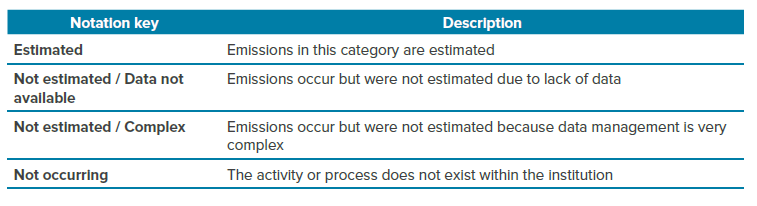 Notation key Description
Estimated Emissions in this category are estimated
Not estimated / Data not Emissions occur but were not estimated due to lack of data
available
Not estimated / Complex Emissions occur but were not estimated because data management is very
complex
Not occurring The activity or process does not exist within the institution